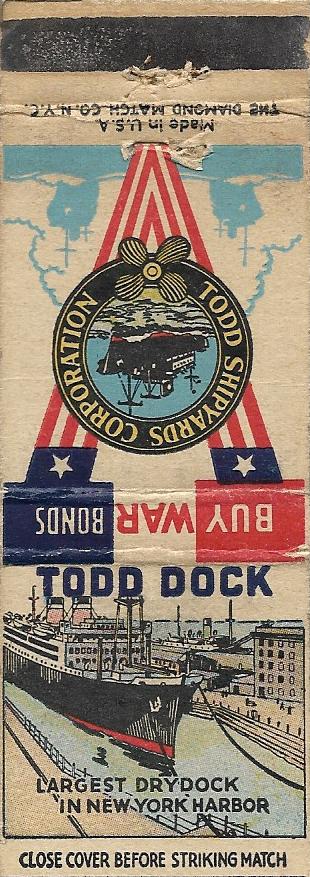 Made in U.S.A.
THE DIAMOND MATCH CO. N.Y.C.
TODD SHIPYARDS CORPORATION
BUY WAR BONDS
TODD DOCK
LARGEST DRYDOCK
IN NEW YORK HARBOR
CLOSE COVER BEFORE STRIKING MATCH